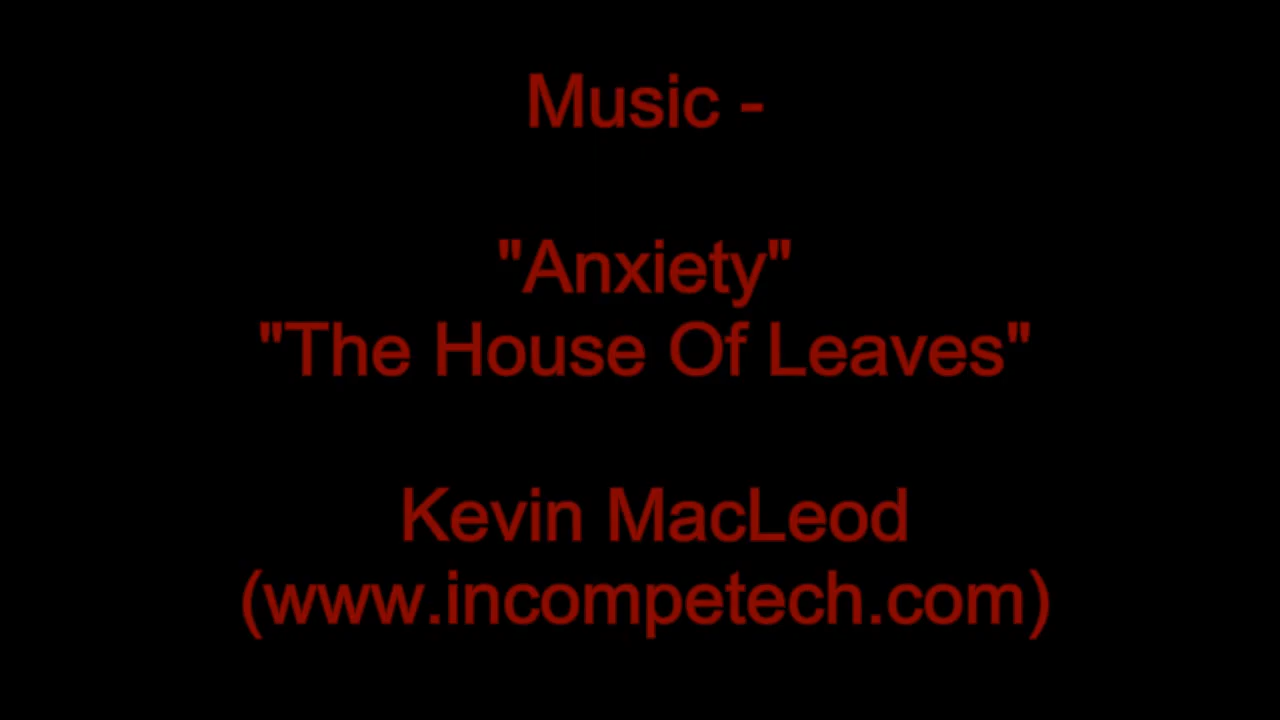 Music -
"Anxiety"
"The House Of Leaves"
Kevin MacLeod
(www.incompetech.com)